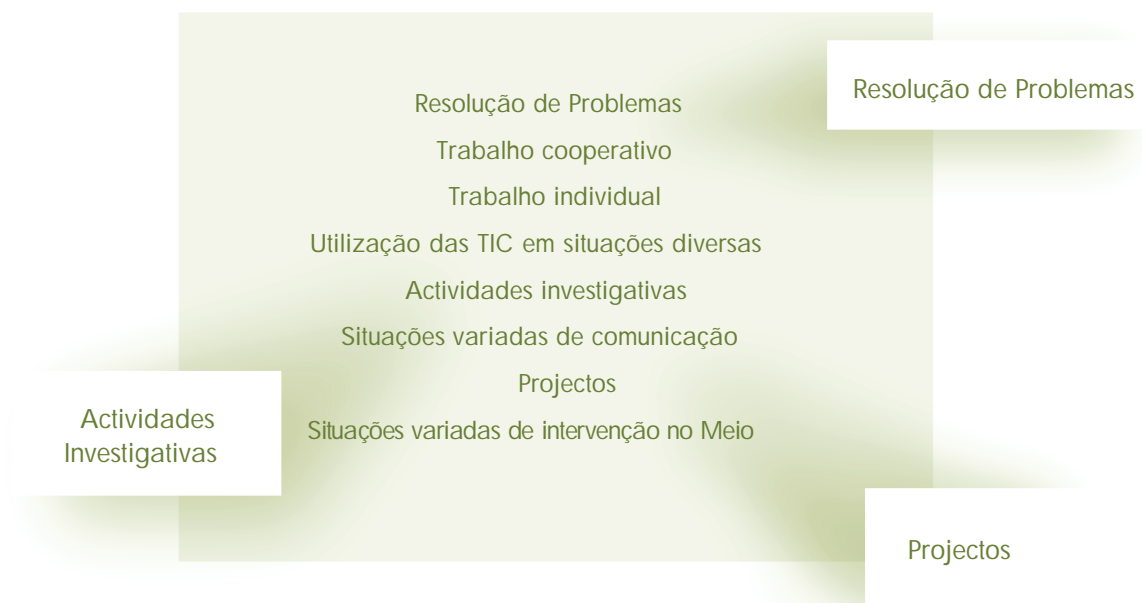 Resolução de Problemas
Resolução de Problemas
Trabalho cooperativo
Trabalho individual
Utilização das TIC em situações diversas
Actividades investigativas
Situações variadas de comunicação
Projectos
Situações variadas de intervenção no Meio
Actividades
Investigativas
Projectos